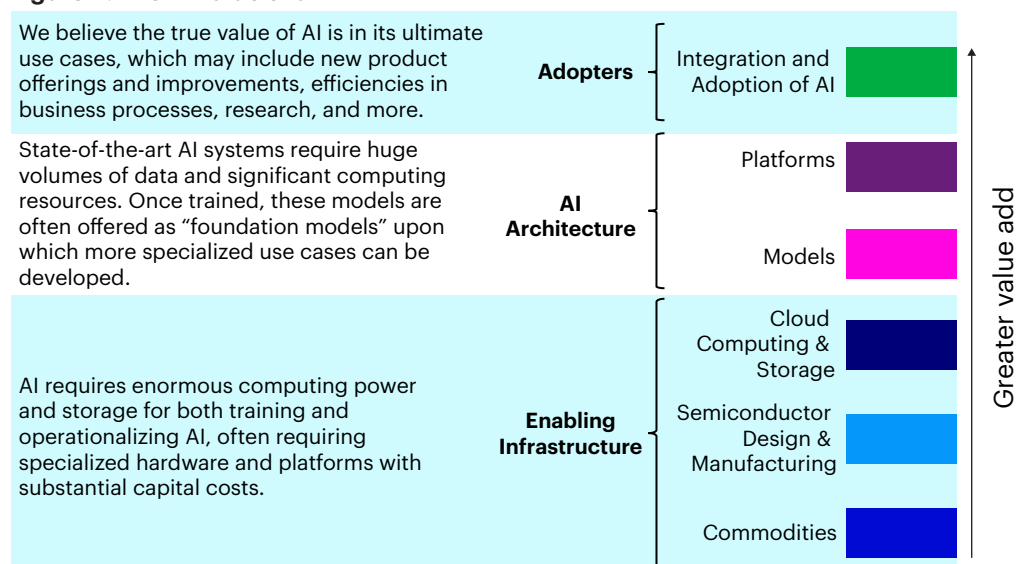 We believe the true value of AI is in its ultimate
use cases, which may include new product
offerings and improvements, efficiencies in
business processes, research, and more.
Adopters
Integration and
Adoption of AI
State-of-the-art AI systems require huge
volumes of data and significant computing
resources. Once trained, these models are
often offered as “foundation models” upon
which more specialized use cases can be
developed.
AI
Architecture
Platforms
Models
AI requires enormous computing power
and storage for both training and
operationalizing AI, often requiring
specialized hardware and platforms with
substantial capital costs.
Enabling
Infrastructure
Cloud
Computing &
Storage
Semiconductor
Design &
Manufacturing
Commodities
Greater value add